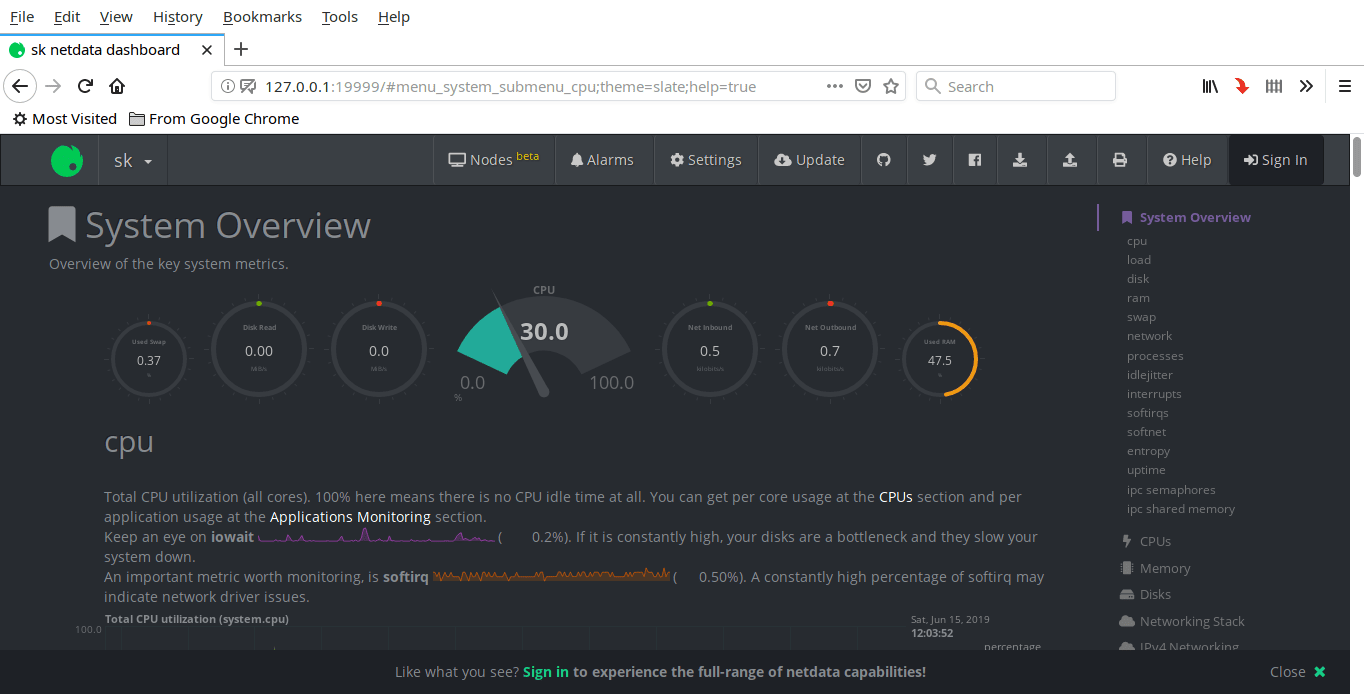 File Edit View History Bookmarks Tools Help
sk netdata dashboard
127.0.0.1:19999/#menu_system_submenu_cpu;theme=slate;help=true
Search
Most Visited From Google Chrome
sk Nodes beta Alarms Settings Update Help Sign In
System Overview
Overview of the key system metrics.
Used Swap
0.37
%
Disk Read
0.00
MiB/s
Disk Write
0.0
MiB/s
CPU
30.0
0.0 100.0
%
Net Inbound
0.5
kilobits/s
Net Outbound
0.7
kilobits/s
Used RAM
47.5
%
cpu
Total CPU utilization (all cores). 100% here means there is no CPU idle time at all. You can get per core usage at the CPUs section and per
application usage at the Applications Monitoring section.
Keep an eye on iowait ( 0.2%). If it is constantly high, your disks are a bottleneck and they slow your
system down.
An important metric worth monitoring, is softirq ( 0.50%). A constantly high percentage of softirq may
indicate network driver issues.
Total CPU utilization (system.cpu)
100.0
Sat, Jun 15, 2019
12:03:52
percentage
System Overview
cpu
load
disk
ram
swap
network
processes
idlejitter
interrupts
softirqs
softnet
entropy
uptime
ipc semaphores
ipc shared memory
CPUs
Memory
Disks
Networking Stack
IPv4 Networking
Like what you see? Sign in to experience the full-range of netdata capabilities!
Close